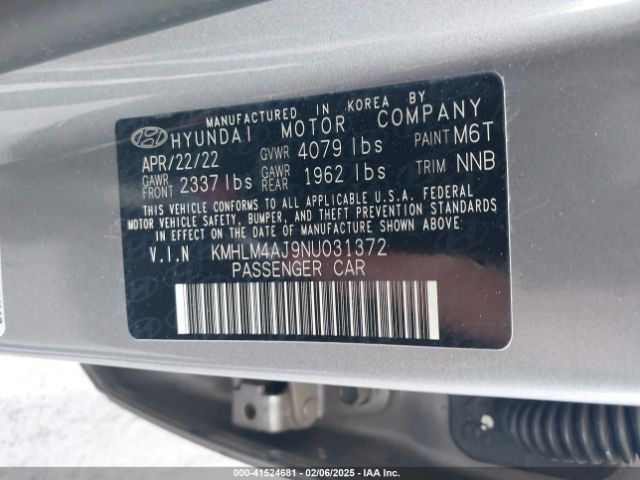 MANUFACTURED IN KOREA BY
HYUNDAI MOTOR COMPANY
APR/22/22 GVWR 4079 lbs PAINT M6T
GAWR FRONT 2337 lbs GAWR REAR 1962 lbs TRIM NNB
THIS VEHICLE CONFORMS TO ALL APPLICABLE U.S.A. FEDERAL
MOTOR VEHICLE SAFETY, BUMPER, AND THEFT PREVENTION STANDARDS
IN EFFECT ON THE DATE OF MANUFACTURE SHOWN ABOVE.
V.I.N KMHLM4AJ9NU031372
PASSENGER CAR
000-41524681 - 02/06/2025 - IAA Inc.